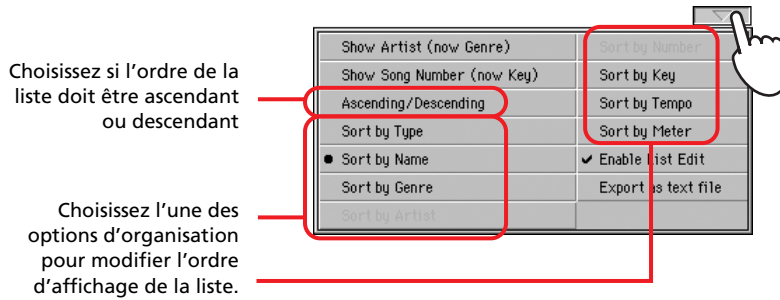 Show Artist (now Genre)
Sort by Number
Show Song Number (now Key)
Sort by Key
Choisissez si l'ordre de la
liste doit être ascendant
ou descendant
Ascending/Descending
Sort by Tempo
Sort by Type
Sort by Meter
Sort by Name
Enable List Edit
Sort by Genre
Export as text file
Sort by Artist
Choisissez l'une des
options d'organisation
pour modifier l'ordre
d'affichage de la liste.